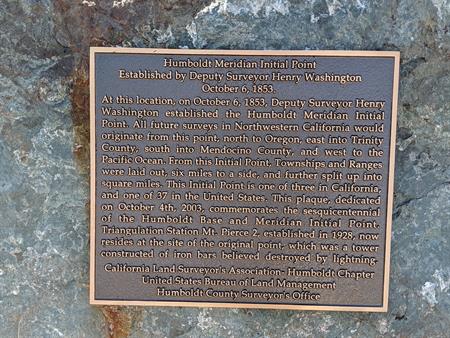 Humboldt Meridian Initial Point
Established by Deputy Surveyor Henry Washington
October 6, 1853.
At this location, on October 6, 1853, Deputy Surveyor Henry
Washington established the Humboldt Meridian Initial
Point. All future surveys in Northwestern California would
originate from this point, north to Oregon, east into Trinity
County, south into Mendocino County, and west to the
Pacific Ocean. From this Initial Point, Townships and Ranges
were laid out, six miles to a side, and further split up into
square miles. This Initial Point is one of three in California,
and one of 37 in the United States. This plaque, dedicated
on October 4th, 2003, commemorates the sesquicentennial
of the Humboldt Base and Meridian Initial Point.
Triangulation Station Mt. Pierce 2, established in 1928, now
resides at the site of the original point, which was a tower
constructed of iron bars believed destroyed by lightning.
California Land Surveyor's Association- Humboldt Chapter
United States Bureau of Land Management
Humboldt County Surveyor's Office